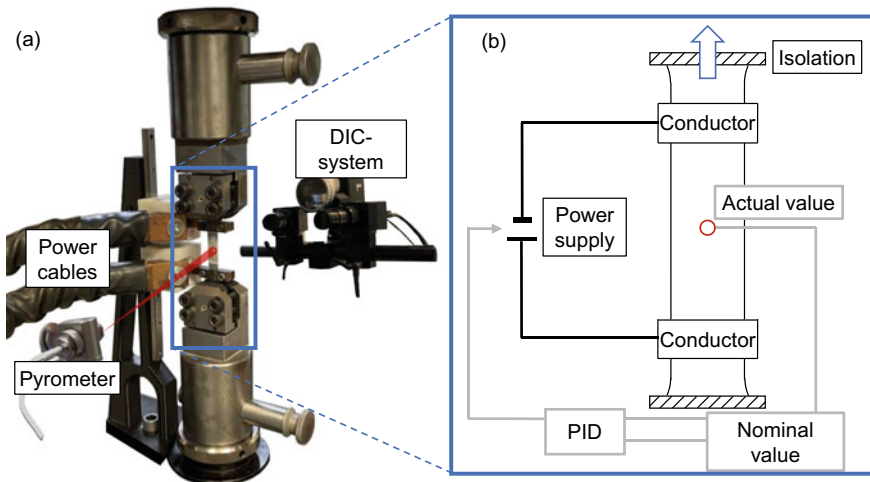 (a)
DIC-
system
Power
cables
Pyrometer
(b)
Isolation
Conductor
Actual value
Power
supply
Conductor
PID
Nominal
value